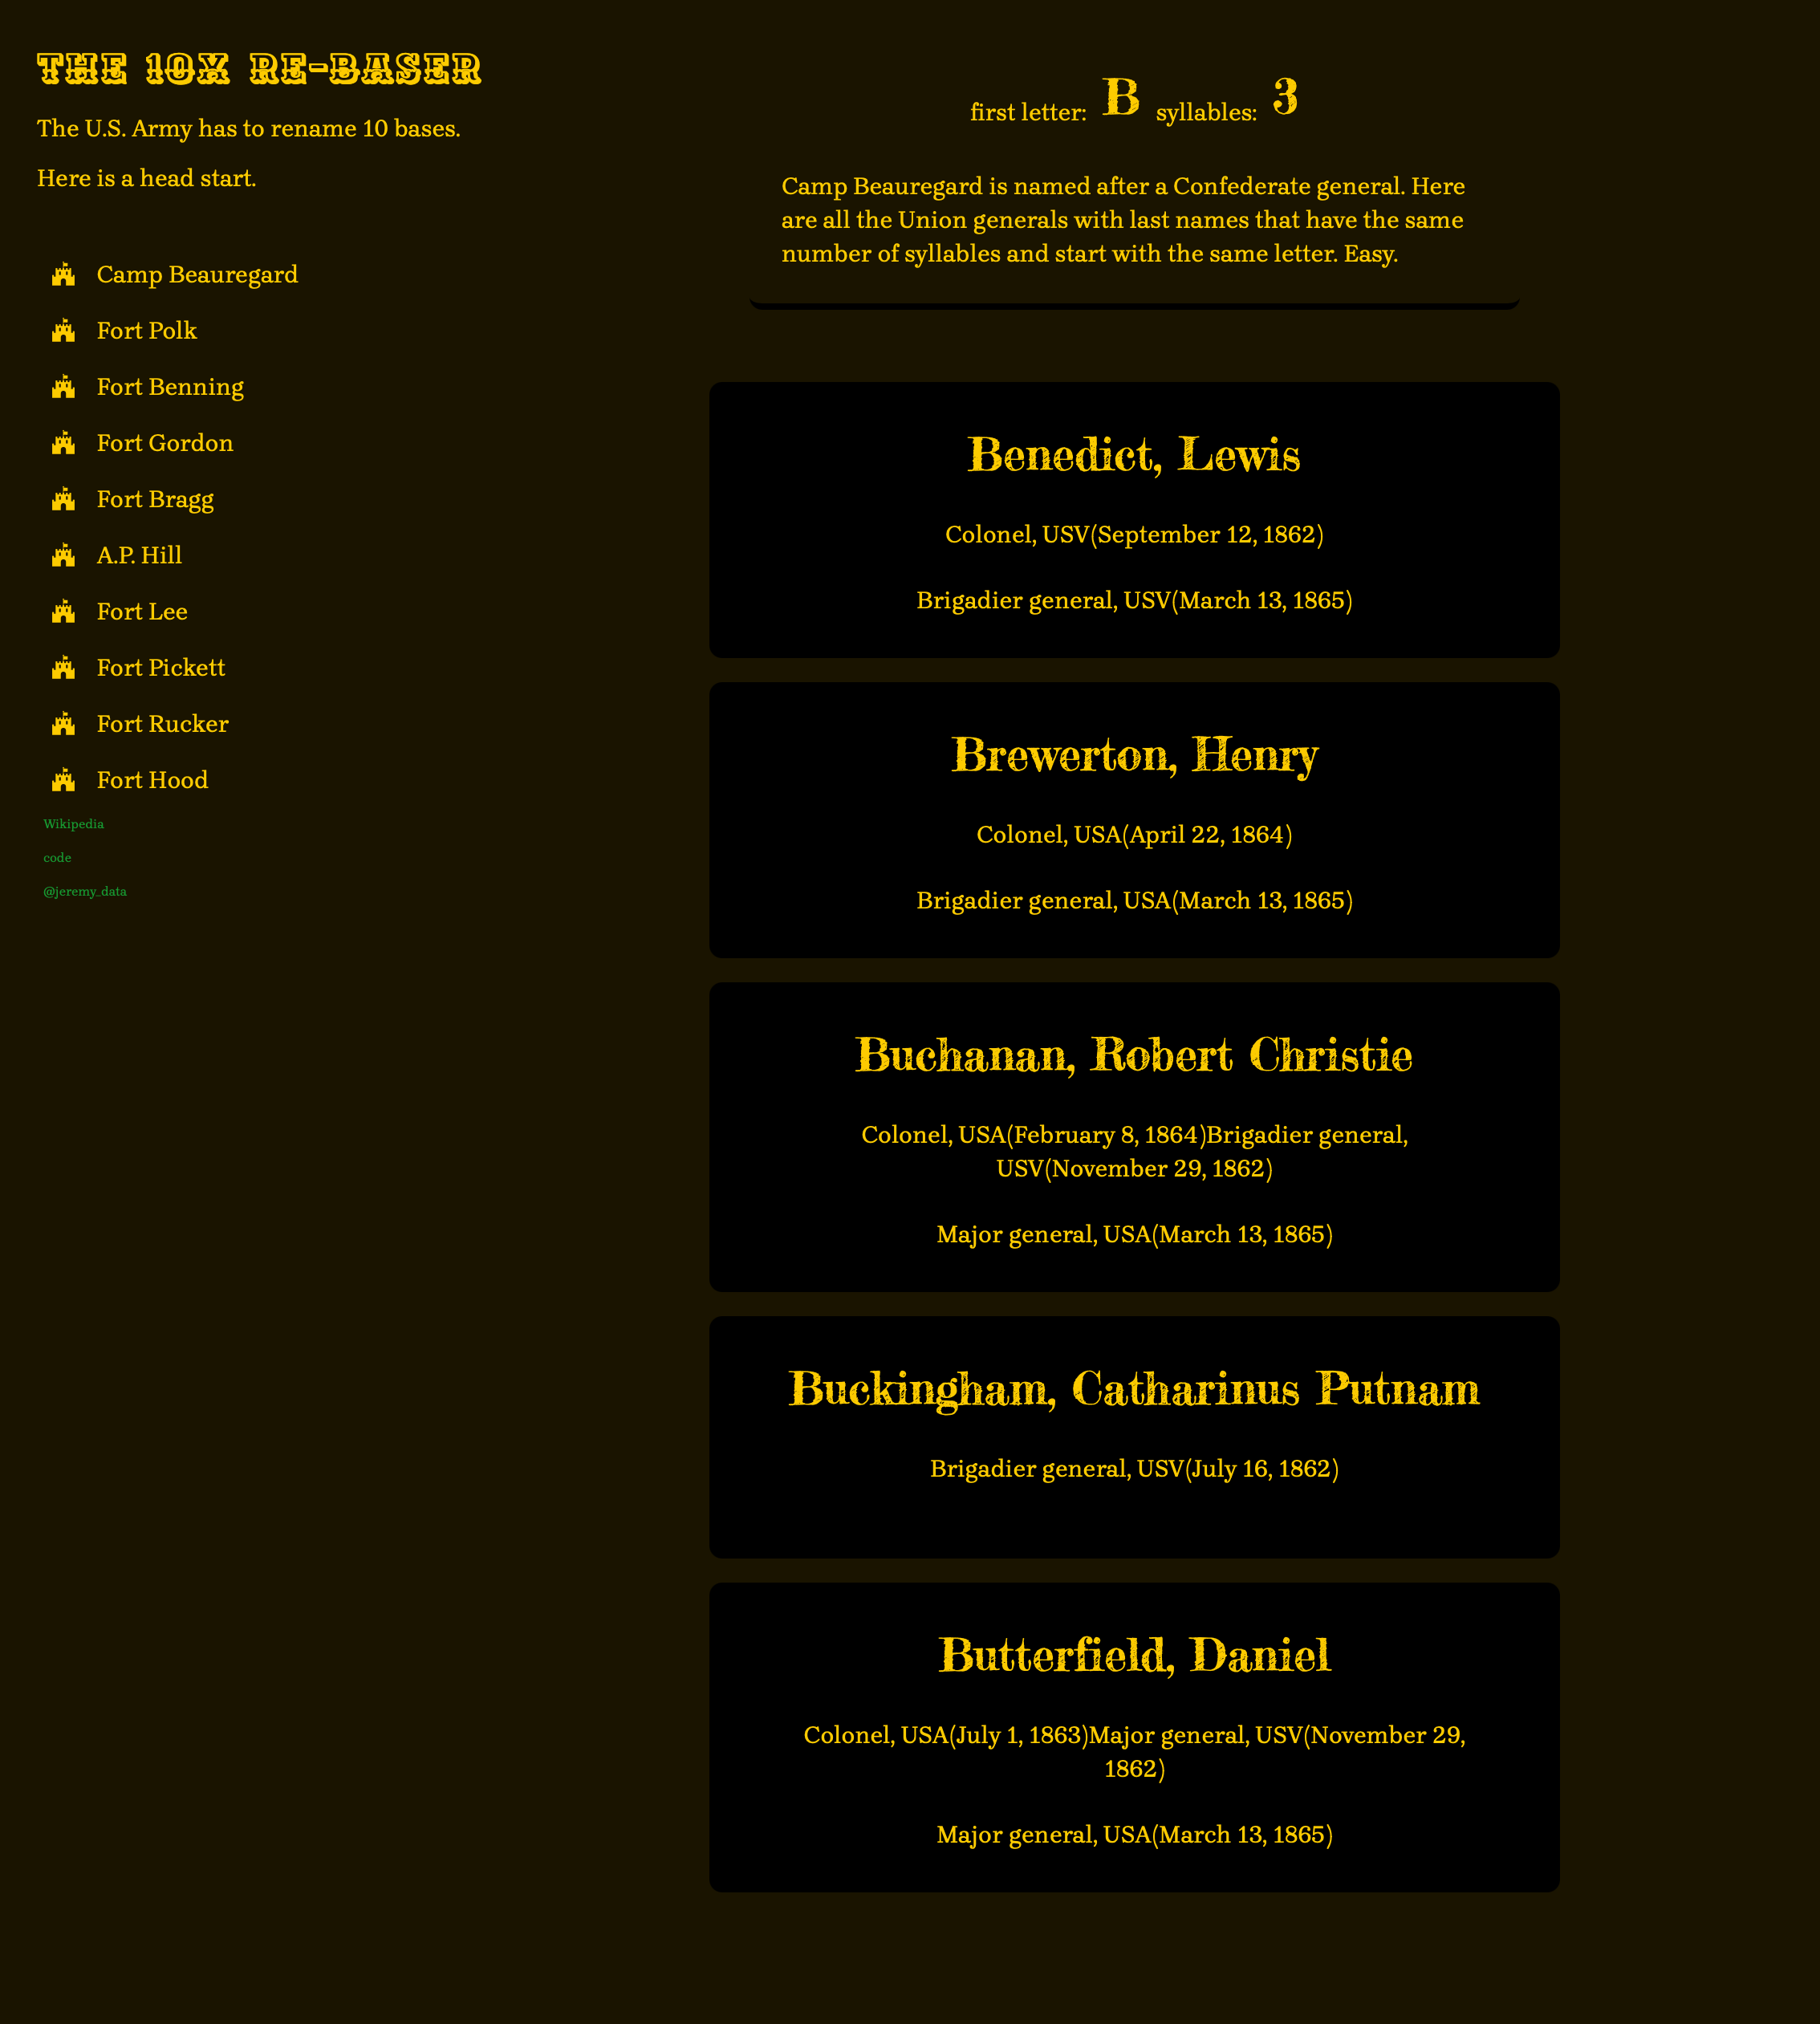 THE 10X RE-BASER
The U.S. Army has to rename 10 bases.
Here is a head start.
Camp Beauregard
Fort Polk
Fort Benning
Fort Gordon
Fort Bragg
A.P. Hill
Fort Lee
Fort Pickett
Fort Rucker
Fort Hood
Wikipedia
code
@jeremy_data
first letter: B syllables: 3
Camp Beauregard is named after a Confederate general. Here
are all the Union generals with last names that have the same
number of syllables and start with the same letter. Easy.
Benedict, Lewis
Colonel, USV(September 12, 1862)
Brigadier general, USV(March 13, 1865)
Brewerton, Henry
Colonel, USA(April 22, 1864)
Brigadier general, USA(March 13, 1865)
Buchanan, Robert Christie
Colonel, USA(February 8, 1864)Brigadier general,
USV(November 29, 1862)
Major general, USA(March 13, 1865)
Buckingham, Catharinus Putnam
Brigadier general, USV(July 16, 1862)
Butterfield, Daniel
Colonel, USA(July 1, 1863)Major general, USV(November 29,
1862)
Major general, USA(March 13, 1865)